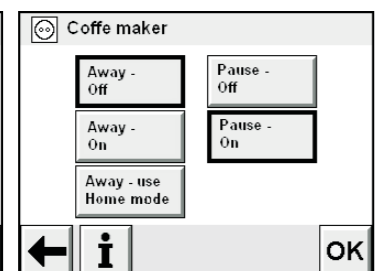 Coffe maker
Away -
Off
Pause -
Off
Away -
On
Pause -
On
Away - use
Home mode
i
OK